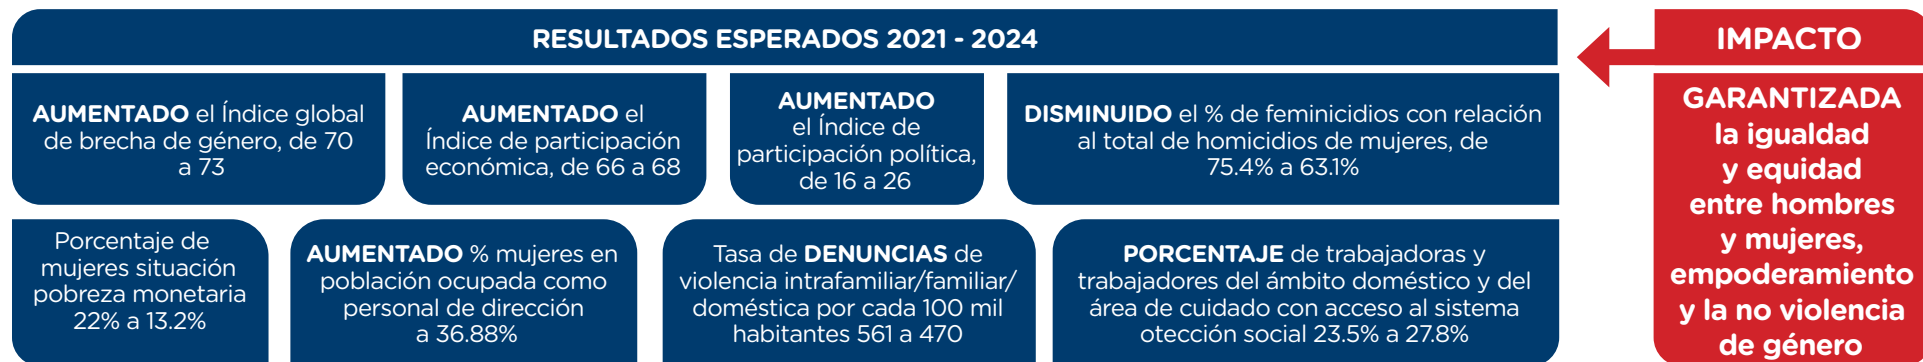 RESULTADOS ESPERADOS 2021 - 2024
IMPACTO
AUMENTADO el Índice global
de brecha de género, de 70
a 73
AUMENTADO el
Índice de participación
económica, de 66 a 68
AUMENTADO
el Índice de
participación política,
de 16 a 26
DISMINUIDO el % de feminicidios con relación
al total de homicidios de mujeres, de
75.4% a 63.1%
Porcentaje de
mujeres situación
pobreza monetaria
22% a 13.2%
AUMENTADO % mujeres en
población ocupada como
personal de dirección
a 36.88%
Tasa de DENUNCIAS de
violencia intrafamiliar/familiar/
doméstica por cada 100 mil
habitantes 561 a 470
PORCENTAJE de trabajadoras y
trabajadores del ámbito doméstico y del
área de cuidado con acceso al sistema
otección social 23.5% a 27.8%
GARANTIZADA
la igualdad
y equidad
entre hombres
y mujeres,
empoderamiento
y la no violencia
de género